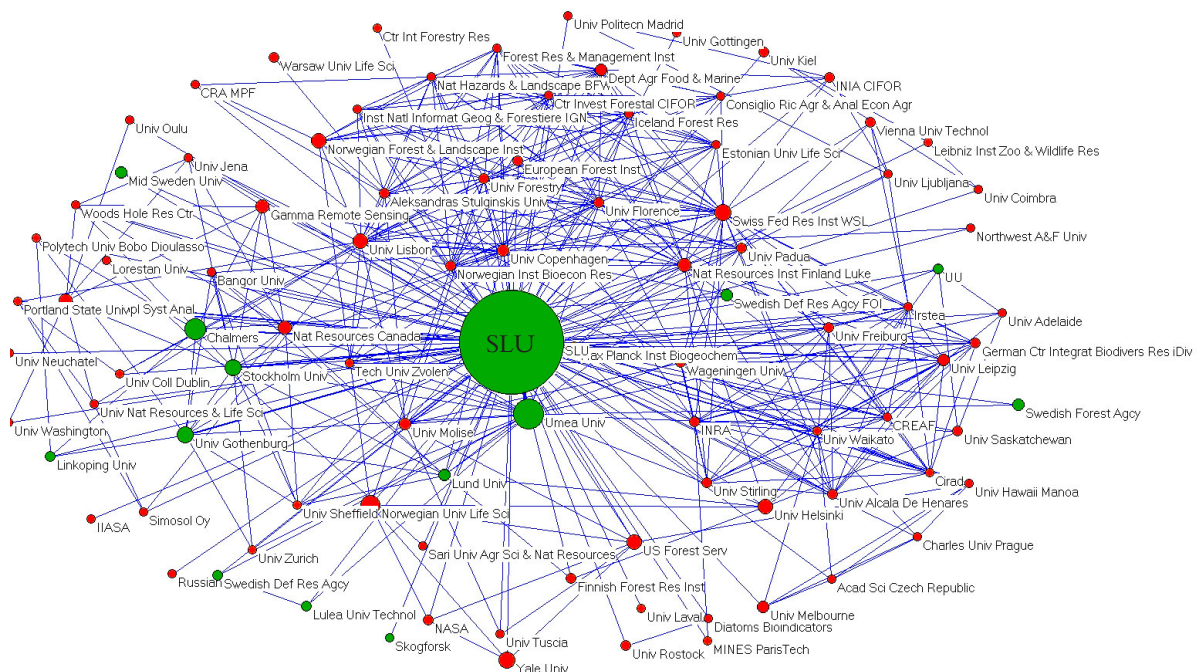 Univ Politecn Madrid
Ctr Int Forestry Res
Univ Gottingen
Forest Res & Management Inst
Univ Kiel
Warsaw Univ Life Sci
Dept Agr Food & Marine
Nat Hazards & Landscape BFW
INIA CIFOR
CRA MPF
Ctr Invest Forestal CIFOR
Consiglio Ric Agr & Anal Econ Agr
Inst Natl Informat Geog & Forestiere IGN
Iceland Forest Res
Univ Oulu
Vienna Univ Technol
Norwegian Forest & Landscape Inst
Leibniz Inst Zoo & Wildlife Res
Estonian Univ Life Sci
Univ Jena
European Forest Inst
Mid Sweden Univ
Univ Forestry
Univ Ljubljana
Aleksandras Stulginskis Univ
Univ Coimbra
Woods Hole Res Ctr
Gamma Remote Sensing
Univ Florence
Swiss Fed Res Inst WSL
Northwest A&F Univ
Polytech Univ Bobo Dioulasso
Univ Lisbon
Univ Copenhagen
Univ Padua
Lorestan Univ
Bangor Univ
Norwegian Inst Bioecon Res
Nat Resources Inst Finland Luke
UU
Portland State Univ
pl Syst Anal
Swedish Def Res Agcy FOI
Irstea
Univ Adelaide
Chalmers
Nat Resources Canada
Univ Freiburg
SLU
SLU
ax Planck Inst Biogeochem
German Ctr Integrat Biodivers Res iDiv
Univ Neuchatel
Univ Leipzig
Univ Coll Dublin
Stockholm Univ
Tech Univ Zvolen
Wageningen Univ
Univ Nat Resources & Life Sci
Swedish Forest Agcy
Umea Univ
CREAF
Univ Washington
Univ Gothenburg
Univ Molise
INRA
Univ Waikato
Univ Saskatchewan
Linkoping Univ
Lund Univ
Cirad
Univ Stirling
Univ Hawaii Manoa
Univ Alcala De Henares
IIASA
Simosol Oy
Univ Sheffield
Norwegian Univ Life Sci
Univ Helsinki
Charles Univ Prague
Univ Zurich
Sari Univ Agr Sci & Nat Resources
US Forest Serv
Russian
Swedish Def Res Agcy
Finnish Forest Res Inst
Acad Sci Czech Republic
Lulea Univ Technol
Univ Laval
Univ Melbourne
NASA
Diatoms Bioindicators
Skogforsk
Univ Tuscia
Univ Rostock
MINES ParisTech
Yale Univ